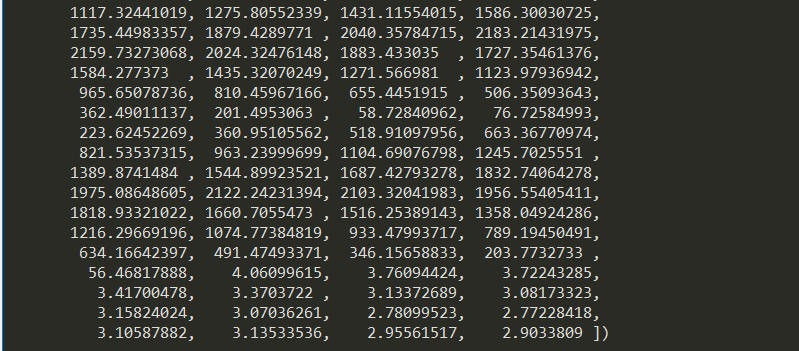 1117.32441019, 1275.80552339, 1431.11554015, 1586.30030725,
1735.44983357, 1879.4289771 , 2040.35784715, 2183.21431975,
2159.73273068, 2024.32476148, 1883.433035  , 1727.35461376,
1584.277373  , 1435.32070249, 1271.566981  , 1123.97936942,
965.65078736,  810.45967166,  655.4451915 ,  506.35093643,
362.49011137,  201.4953063 ,   58.72840962,   76.72584993,
223.62452269,  360.95105562,  518.91097956,  663.36770974,
821.53537315,  963.23999699, 1104.69076798, 1245.7025551 ,
1389.8741484 , 1544.89923521, 1687.42793278, 1832.74064278,
1975.08648605, 2122.24231394, 2103.32041983, 1956.55405411,
1818.93321022, 1660.7055473 , 1516.25389143, 1358.04924286,
1216.29669196, 1074.77384819,  933.47993717,  789.19450491,
634.16642397,  491.47493371,  346.15658833,  203.7732733 ,
56.46817888,    4.06099615,    3.76094424,    3.72243285,
3.41700478,    3.3703722 ,    3.13372689,    3.08173323,
3.15824024,    3.07036261,    2.78099523,    2.77228418,
3.10587882,    3.13533536,    2.95561517,    2.9033809 ])